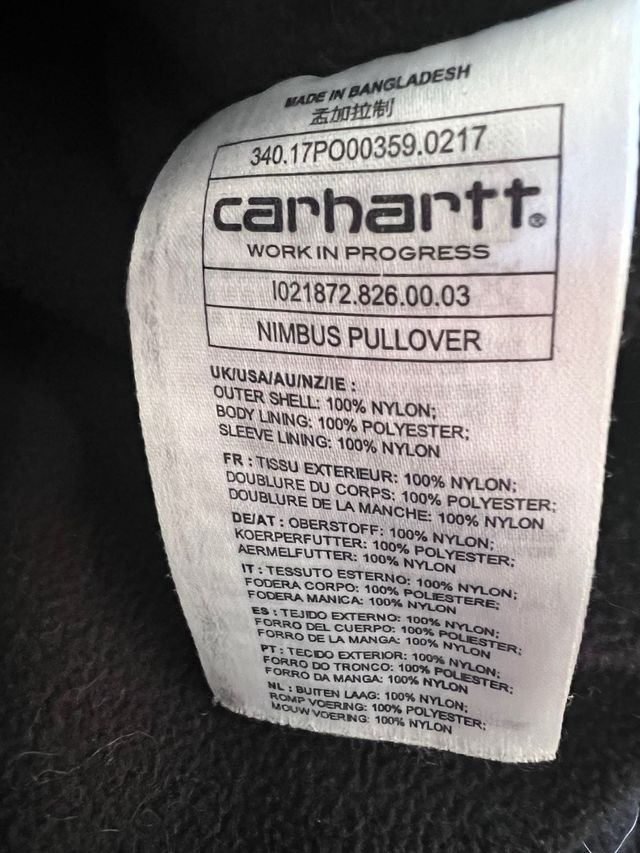 MADE IN BANGLADESH
孟加拉制
340.17PO00359.0217
carhartt®
WORK IN PROGRESS
I021872.826.00.03
NIMBUS PULLOVER
UK/USA/AU/NZ/IE :
OUTER SHELL: 100% NYLON;
BODY LINING: 100% POLYESTER;
SLEEVE LINING: 100% NYLON
FR : TISSU EXTERIEUR: 100% NYLON;
DOUBLURE DU CORPS: 100% POLYESTER;
DOUBLURE DE LA MANCHE: 100% NYLON
DE/AT : OBERSTOFF: 100% NYLON;
KOERPERFUTTER: 100% POLYESTER;
AERMELFUTTER: 100% NYLON
IT : TESSUTO ESTERNO: 100% NYLON;
FODERA CORPO: 100% POLIESTERE;
FODERA MANICA: 100% NYLON
ES : TEJIDO EXTERNO: 100% NYLON;
FORRO DEL CUERPO: 100% POLIESTER;
FORRO DE LA MANGA: 100% NYLON
PT : TECIDO EXTERIOR: 100% NYLON;
FORRO DO TRONCO: 100% POLIESTER;
FORRO DA MANGA: 100% NYLON
NL : BUITEN LAAG: 100% NYLON;
ROMP VOERING: 100% POLYESTER;
MOUW VOERING: 100% NYLON